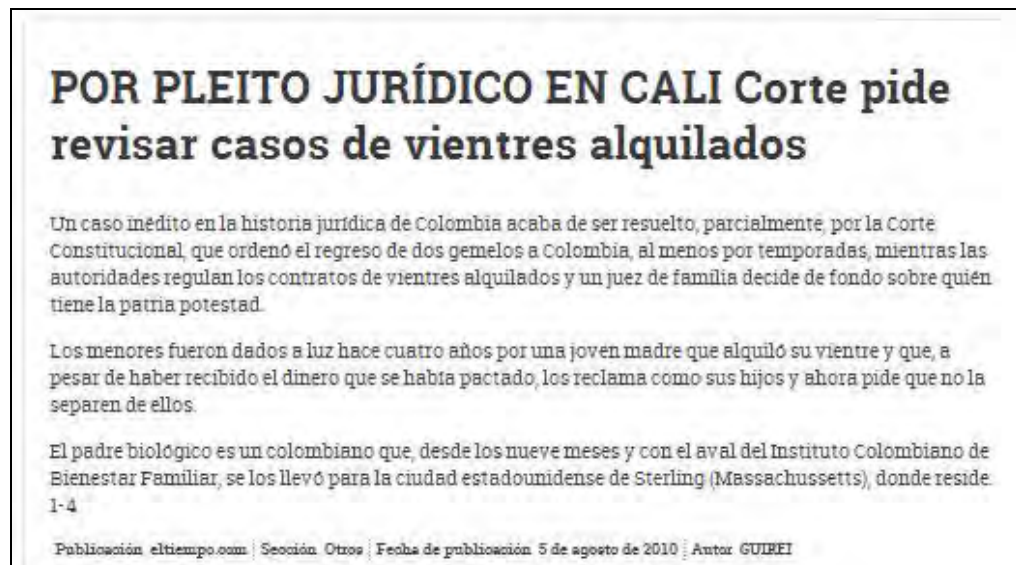 POR PLEITO JURÍDICO EN CALI Corte pide
revisar casos de vientres alquilados
Un caso inédito en la historia jurídica de Colombia acaba de ser resuelto, parcialmente, por la Corte
Constitucional, que ordenó el regreso de dos gemelos a Colombia, al menos por temporadas, mientras las
autoridades regulan los contratos de vientres alquilados y un juez de familia decide de fondo sobre quién
tiene la patria potestad.
Los menores fueron dados a luz hace cuatro años por una joven madre que alquiló su vientre y que, a
pesar de haber recibido el dinero que se había pactado, los reclama como sus hijos y ahora pide que no la
separen de ellos.
El padre biológico es un colombiano que, desde los nueve meses y con el aval del Instituto Colombiano de
Bienestar Familiar, se los llevó para la ciudad estadounidense de Sterling (Massachussetts), donde reside.
1-4
Publicación eltiempo.com | Sección Otros | Fecha de publicación 5 de agosto de 2010 | Autor GUIREI